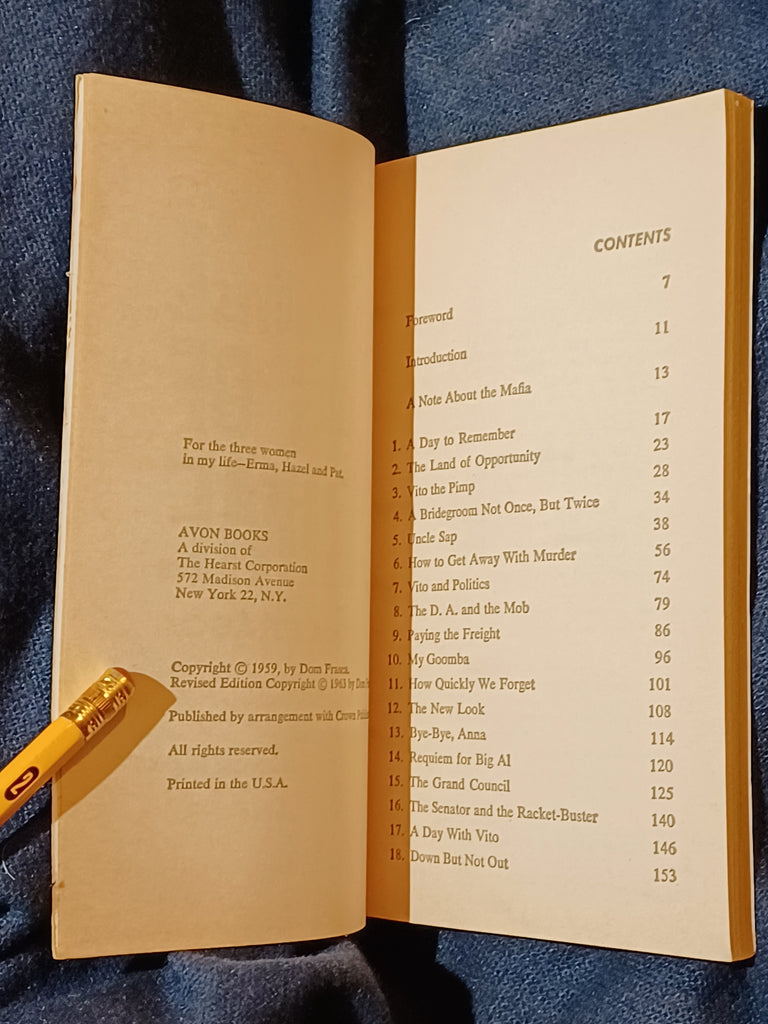 For the three women
in my life—Erma, Hazel and Pat.
AVON BOOKS
A division of
The Hearst Corporation
572 Madison Avenue
New York 22, N.Y.
Copyright © 1959, by Dom Frasca.
Revised Edition Copyright © 1963 by
Published by arrangement with Crown
All rights reserved.
Printed in the U.S.A.
2
CONTENTS
Foreword 7
Introduction 11
A Note About the Mafia 13
1. A Day to Remember 17
2. The Land of Opportunity 23
3. Vito the Pimp 28
4. A Bridegroom Not Once, But Twice 34
5. Uncle Sap 38
6. How to Get Away With Murder 56
7. Vito and Politics 74
8. The D. A. and the Mob 79
9. Paying the Freight 86
10. My Goomba 96
11. How Quickly We Forget 101
12. The New Look 108
13. Bye-Bye, Anna 114
14. Requiem for Big Al 120
15. The Grand Council 125
16. The Senator and the Racket-Buster 140
17. A Day With Vito 146
18. Down But Not Out 153